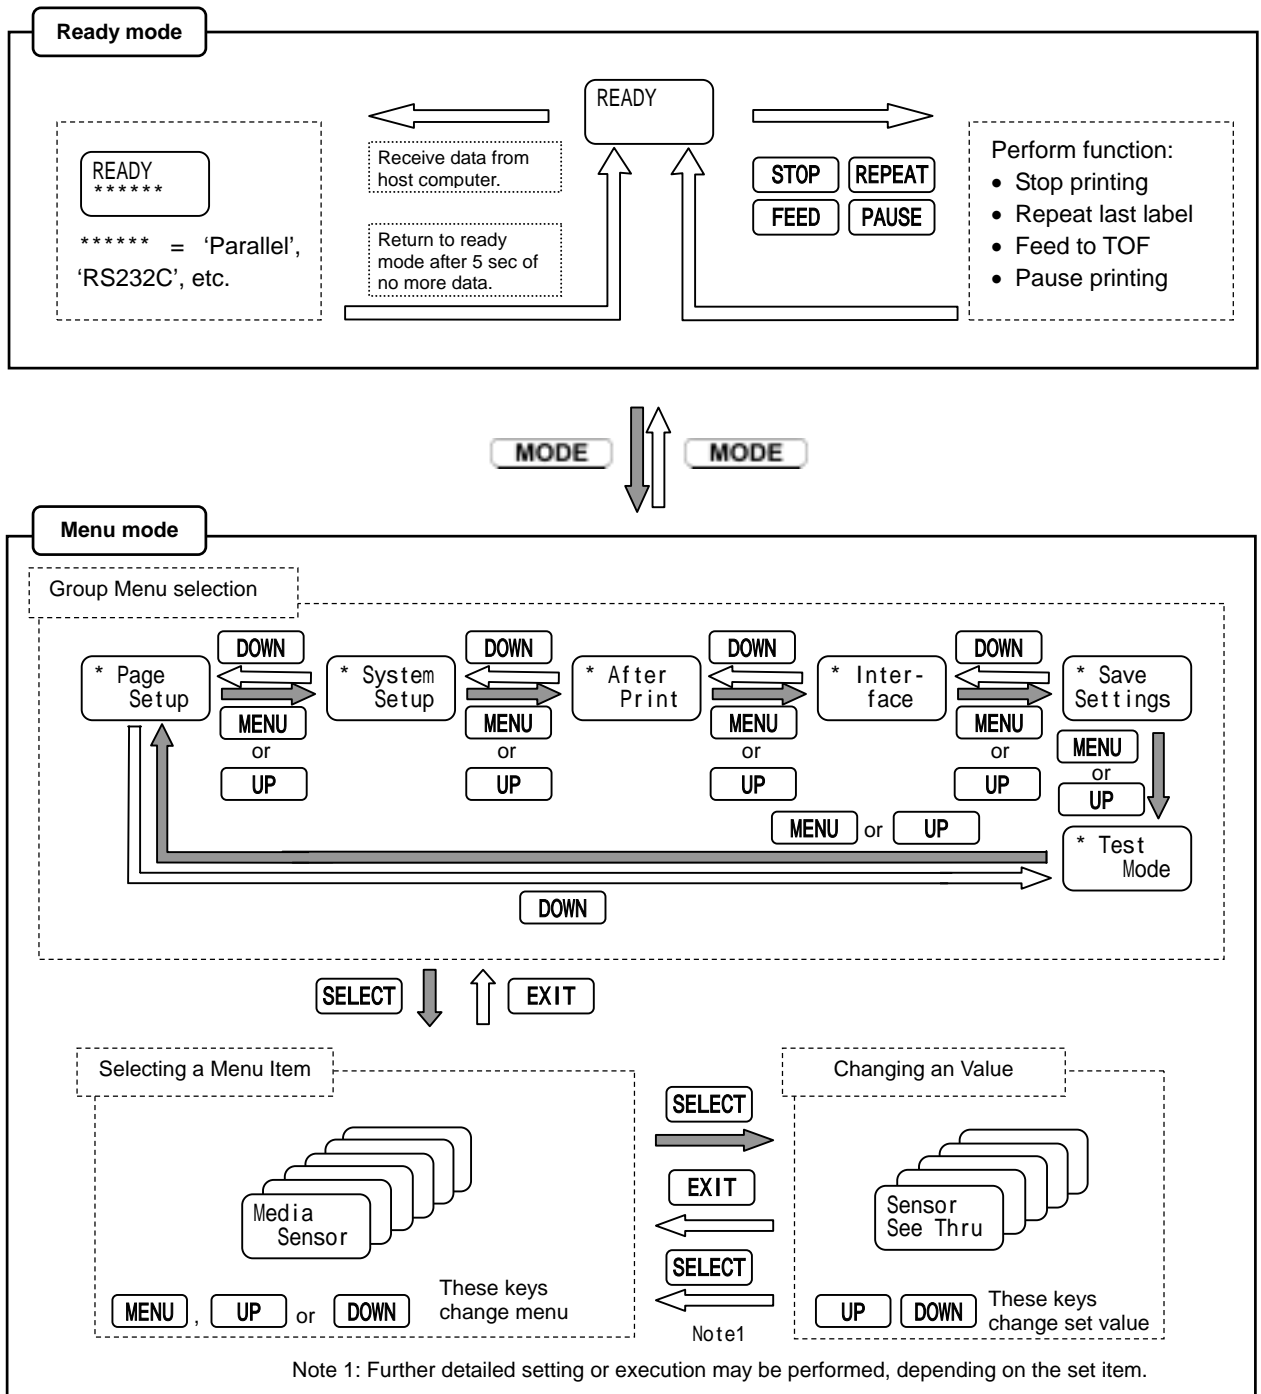 Ready mode
READY
READY
******
****** = ‘Parallel’,
‘RS232C’, etc.
Receive data from
host computer.
Return to ready
mode after 5 sec of
no more data.
STOP REPEAT
FEED PAUSE
Perform function:
• Stop printing
• Repeat last label
• Feed to TOF
• Pause printing
MODE MODE
Menu mode
Group Menu selection
DOWN DOWN DOWN DOWN
* Page
Setup
* System
Setup
* After
Print
* Inter-
face
* Save
Settings
MENU MENU MENU MENU MENU
or or or or or
UP UP UP UP UP
MENU or UP
* Test
Mode
DOWN
SELECT EXIT
Selecting a Menu Item
Media
Sensor
MENU , UP or DOWN
These keys
change menu
SELECT
EXIT
SELECT
Note1
Changing an Value
Sensor
See Thru
UP DOWN
These keys
change set value
Note 1: Further detailed setting or execution may be performed, depending on the set item.